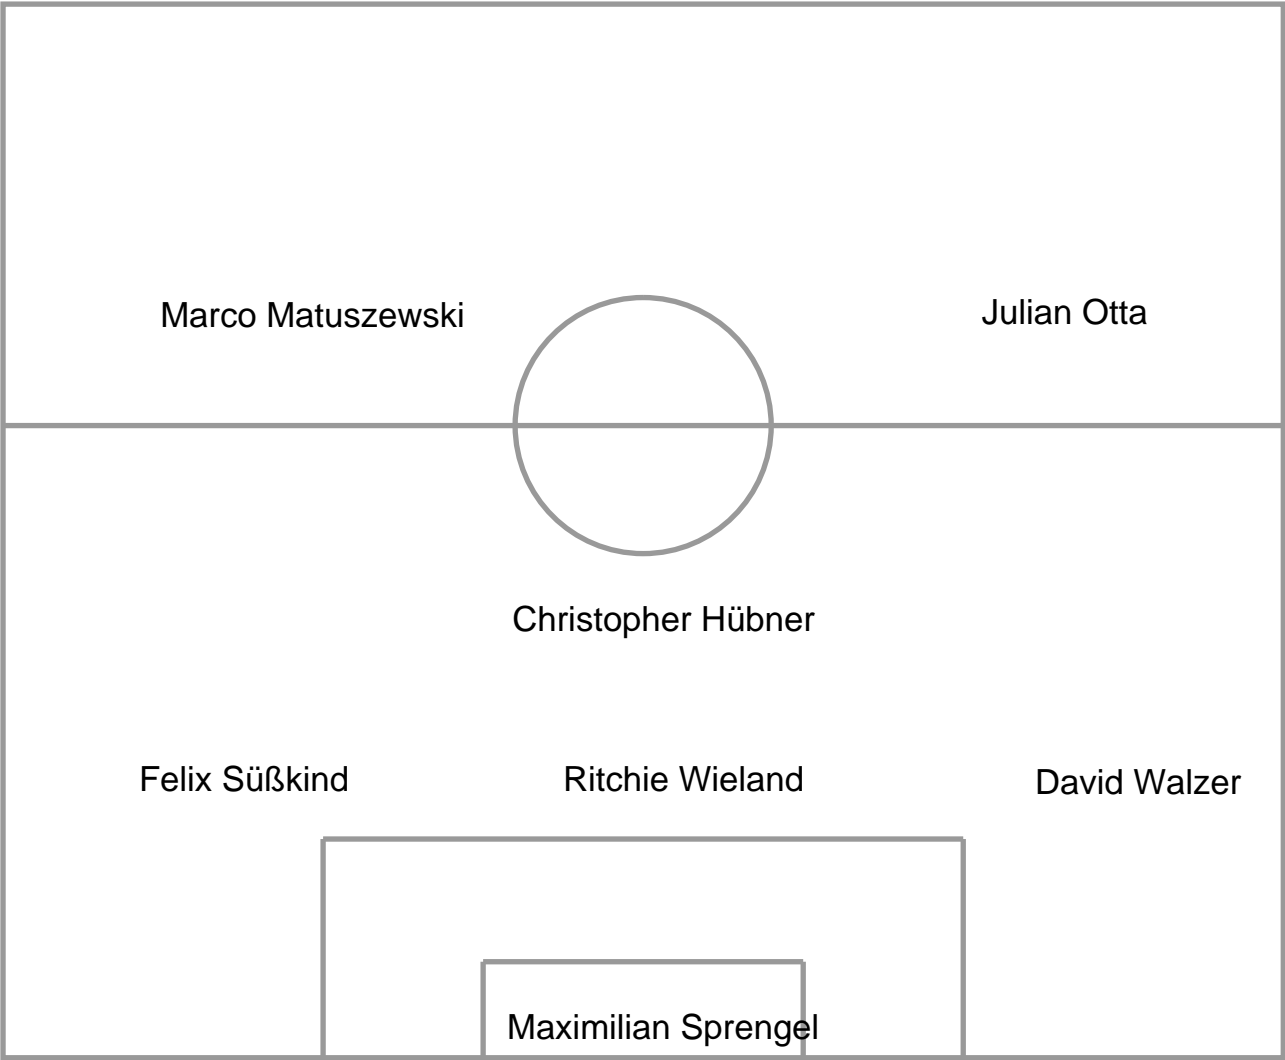 Marco Matuszewski
Julian Otta
Christopher Hübner
Felix Süßkind
Ritchie Wieland
David Walzer
Maximilian Sprengel